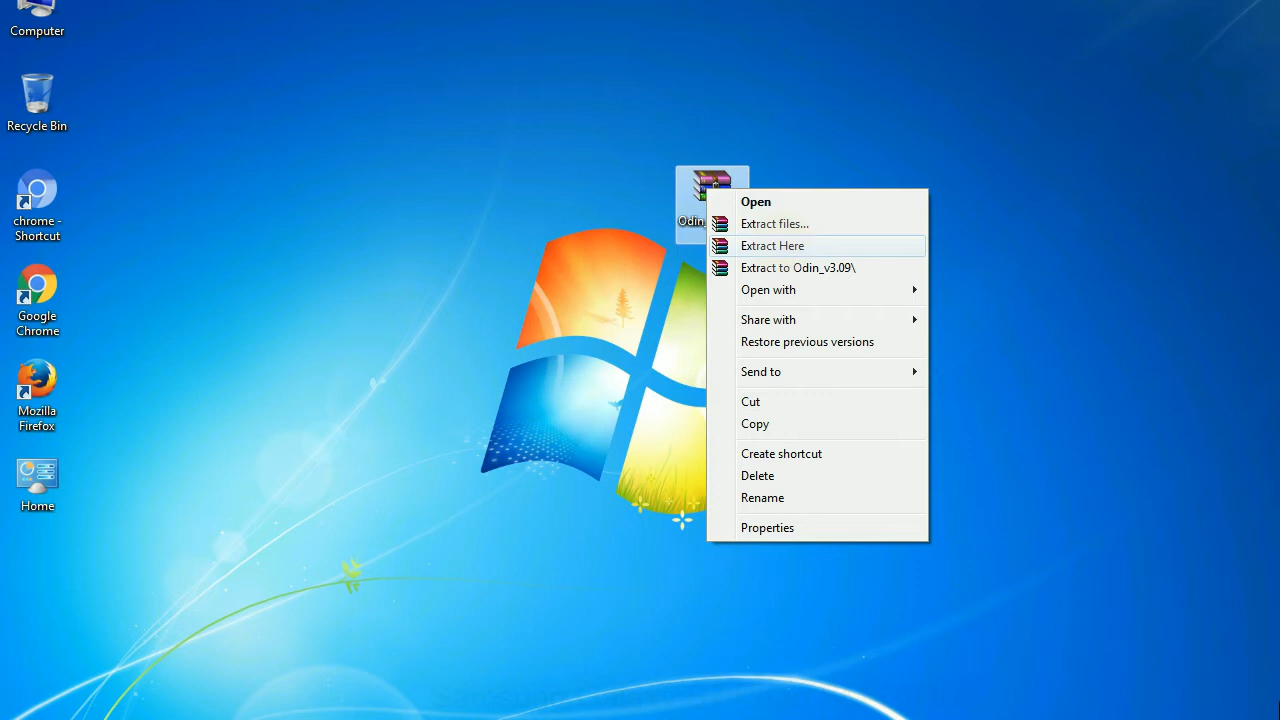 Computer
Recycle Bin
chrome -
Shortcut
Google
Chrome
Mozilla
Firefox
Home
Odin_
Open
Extract files...
Extract Here
Extract to Odin_v3.09\
Open with
Share with
Restore previous versions
Send to
Cut
Copy
Create shortcut
Delete
Rename
Properties